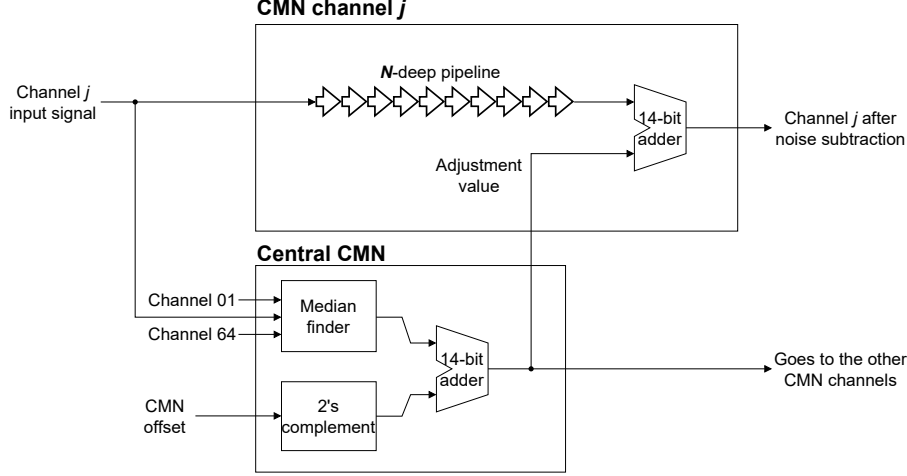 CMN channel j
N-deep pipeline
Channel j
input signal
14-bit
adder
Channel j after
noise subtraction
Adjustment
value
Central CMN
Channel 01
Median
finder
Channel 64
14-bit
adder
Goes to the other
CMN channels
CMN
offset
2's
complement